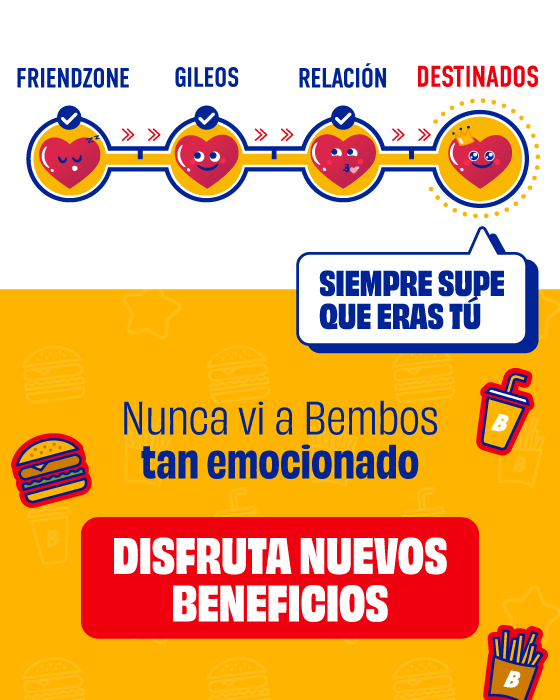 FRIENDZONE GILEOS RELACIÓN DESTINADOS
z z z
SIEMPRE SUPE
QUE ERAS TÚ
Nunca vi a Bembos
tan emocionado
B
DISFRUTA NUEVOS
BENEFICIOS
B